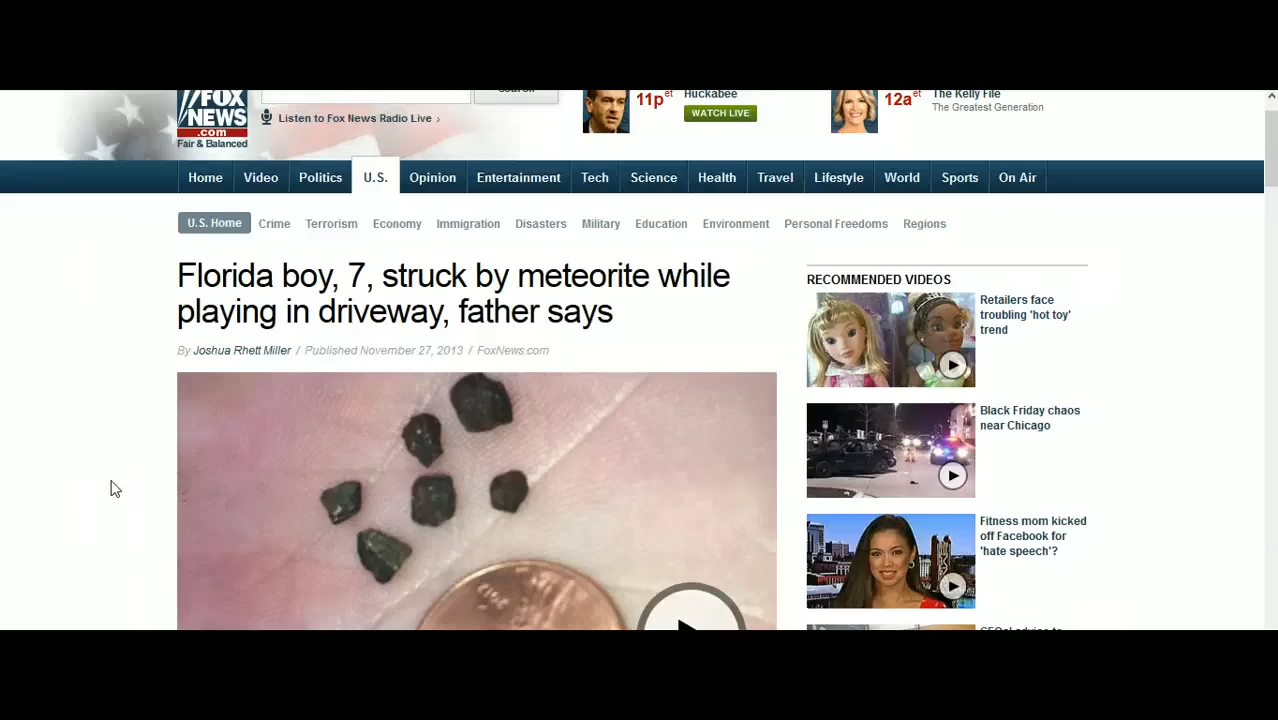 FOX
NEWS
.com
Fair & Balanced
Listen to Fox News Radio Live ›
11p et
Huckabee
WATCH LIVE
12a et
The Kelly File
The Greatest Generation
Home Video Politics U.S. Opinion Entertainment Tech Science Health Travel Lifestyle World Sports On Air
U.S. Home Crime Terrorism Economy Immigration Disasters Military Education Environment Personal Freedoms Regions
Florida boy, 7, struck by meteorite while
playing in driveway, father says
By Joshua Rhett Miller / Published November 27, 2013 / FoxNews.com
RECOMMENDED VIDEOS
Retailers face
troubling 'hot toy'
trend
Black Friday chaos
near Chicago
Fitness mom kicked
off Facebook for
'hate speech'?